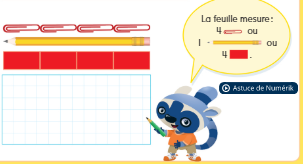 La feuille mesure :
4 ou
1 - ou
4 .
Astuce de Numérik